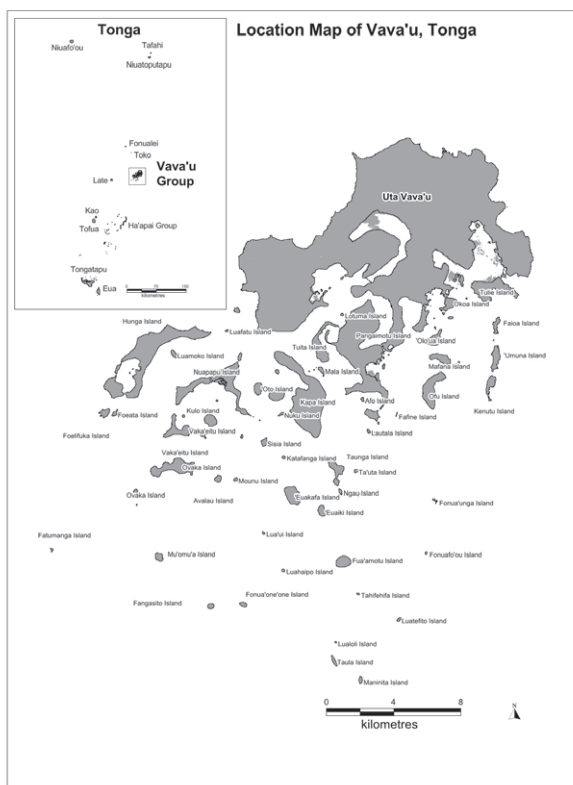 Tonga
Location Map of Vava'u, Tonga
Niuafo'ou
Tafahi
Niuatoputapu
Fonualei
Toko
Vava'u
Group
Late
Kao
Tofua
Ha'apai Group
Tongatapu
Eua
kilometres
Uta Vava'u
Tulie Island
Okoa Island
Hunga Island
Lotuma Island
Faioa Island
Luafatu Island
Pangaimotu Island
'Olo'ua Island
Tuita Island
Luamoko Island
'Umuna Island
Nuapapu Island
Mala Island
Mafana Island
'Oto Island
Ofu Island
Kapa Island
Afo Island
Kulo Island
Foeata Island
Nuku Island
Fafine Island
Kenutu Island
Vaka'eitu Island
Foelifuka Island
Lautala Island
Sisia Island
Vaka'eitu Island
Katafanga Island
Taunga Island
Ovaka Island
Ta'uta Island
Mounu Island
Ovaka Island
Avalau Island
'Euakafa Island
Ngau Island
Fonua'unga Island
'Euaiki Island
Lua'ui Island
Fatumanga Island
Mu'omu'a Island
Fua'amotu Island
Fonuafo'ou Island
Luahaipo Island
Fonua'one'one Island
Tahifehifa Island
Fangasito Island
Luatefito Island
Lualoli Island
Taula Island
Maninita Island
0 4 8
kilometres
N